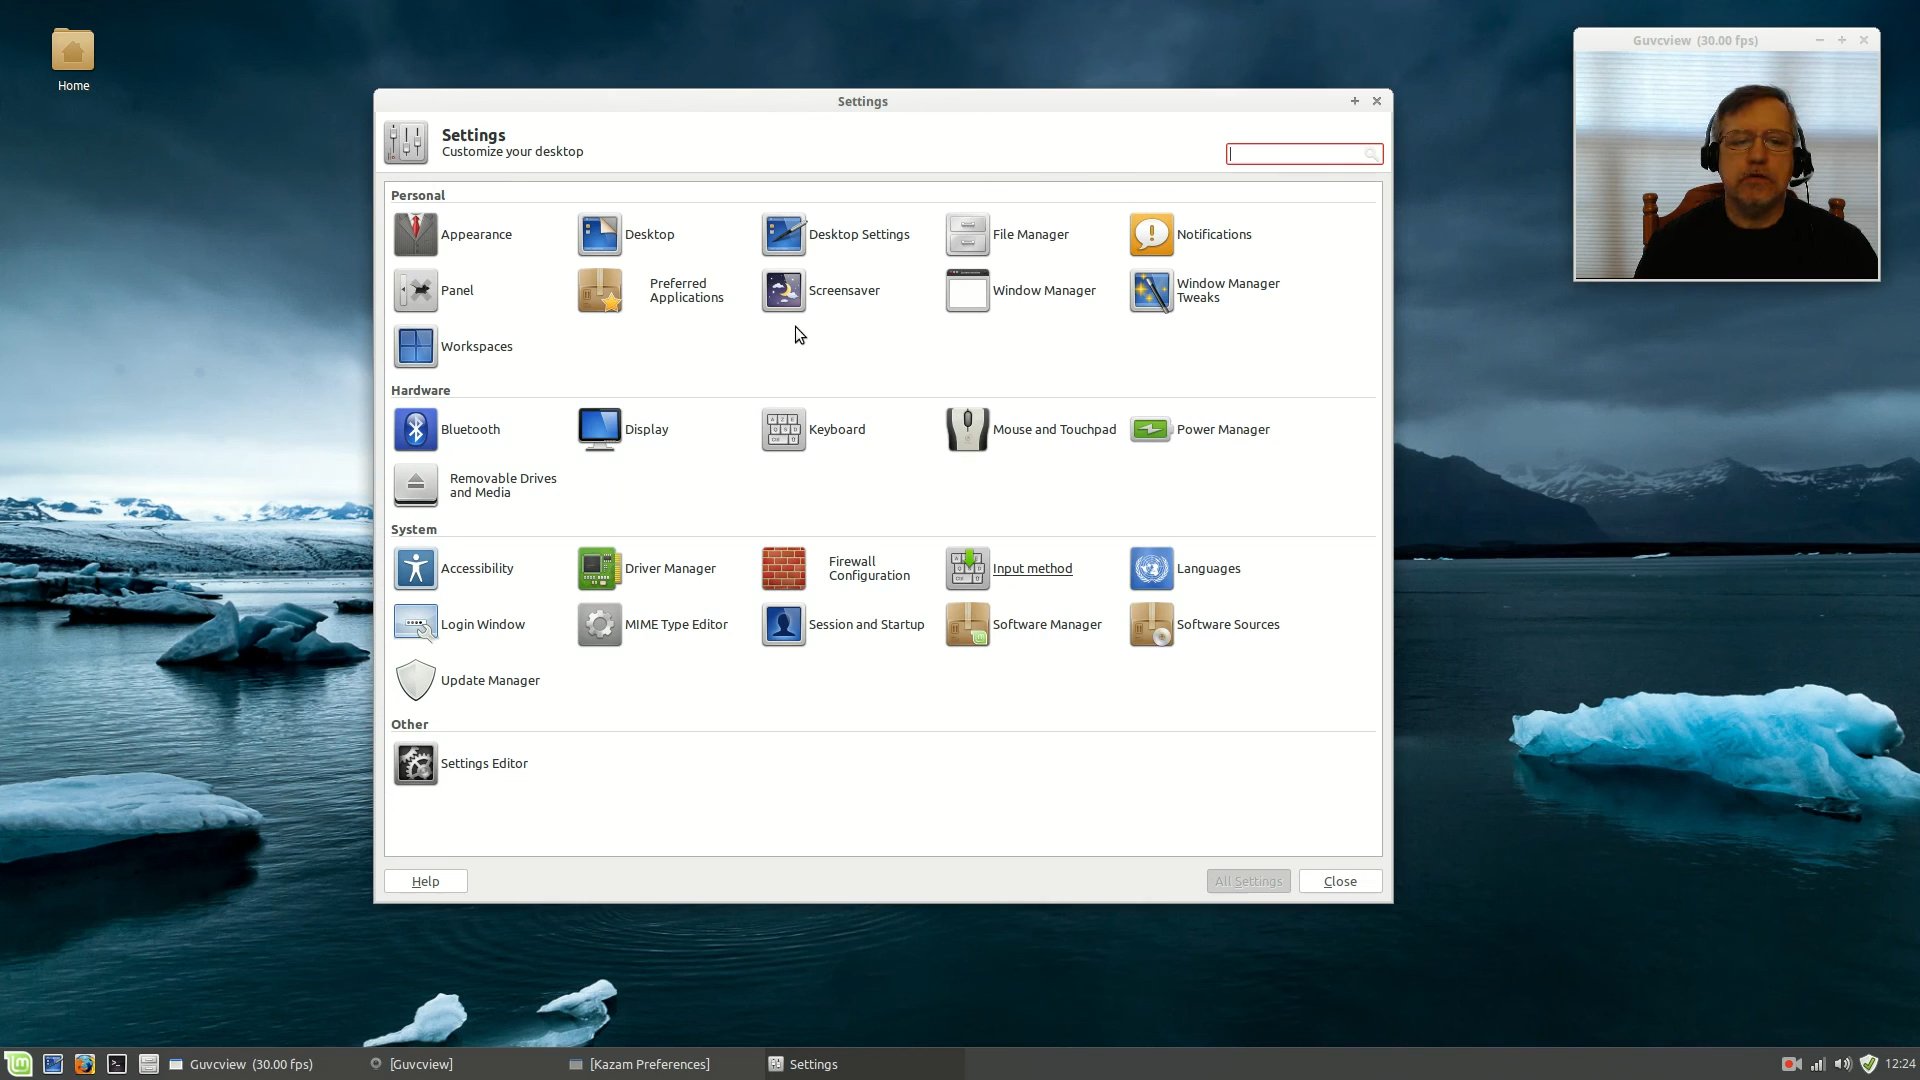 Home
Guvcview (30.00 fps)
Settings
Settings
Customize your desktop
Personal
Appearance
Desktop
Desktop Settings
File Manager
Notifications
Panel
Preferred
Applications
Screensaver
Window Manager
Window Manager
Tweaks
Workspaces
Hardware
Bluetooth
Display
Keyboard
Mouse and Touchpad
Power Manager
Removable Drives
and Media
System
Accessibility
Driver Manager
Firewall
Configuration
Input method
Languages
Login Window
MIME Type Editor
Session and Startup
Software Manager
Software Sources
Update Manager
Other
Settings Editor
Help
All Settings
Close
Guvcview (30.00 fps)
[Guvcview]
[Kazam Preferences]
Settings
12:24